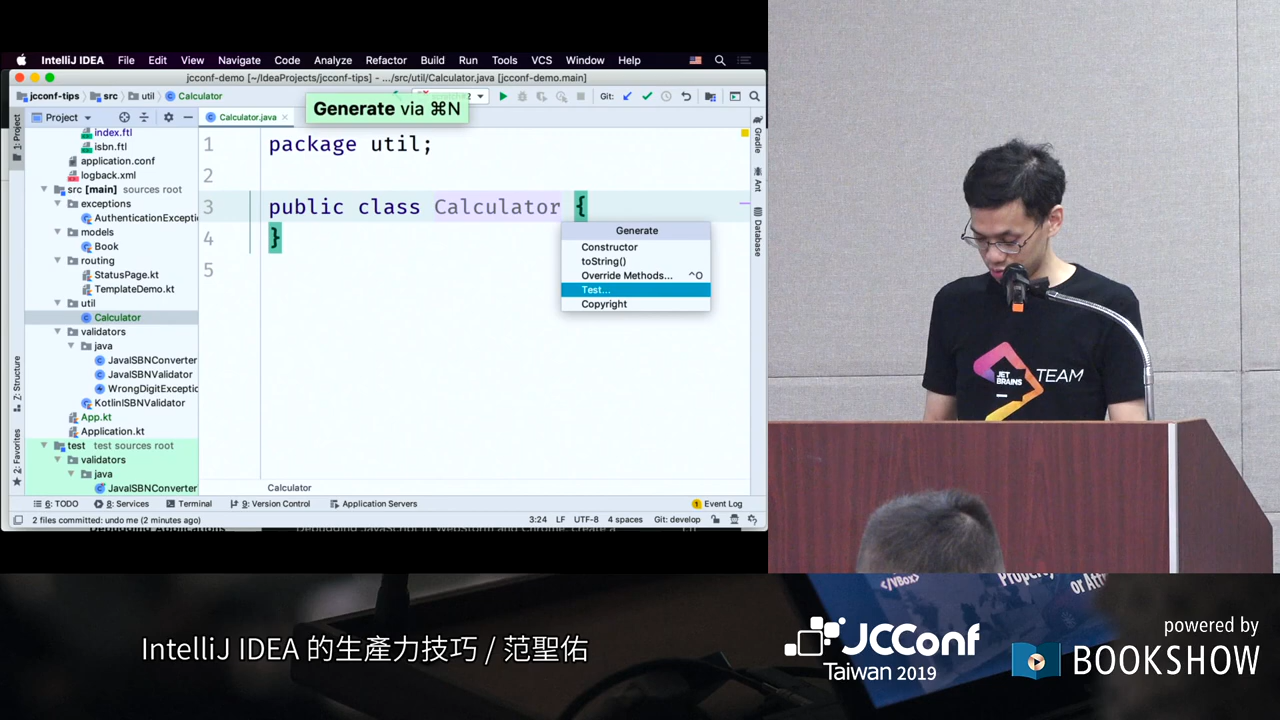 IntelliJ IDEA File Edit View Navigate Code Analyze Refactor Build Run Tools VCS Window Help
jcconf-demo [~/IdeaProjects/jcconf-tips] - .../src/util/Calculator.java [jcconf-demo.main]
jcconf-tips src util Calculator
Git:
Generate via ⌘N
Project
Calculator.java
1: Project
index.ftl
isbn.ftl
application.conf
logback.xml
src [main] sources root
exceptions
AuthenticationExcepti
models
Book
routing
StatusPage.kt
TemplateDemo.kt
util
Calculator
validators
java
JavaISBNConverter
JavaISBNValidator
WrongDigitExceptio
KotlinISBNValidator
App.kt
Application.kt
test test sources root
validators
java
JavaISBNConverter
Z: Structure
2: Favorites
1 package util;
2
3 public class Calculator {
4 }
5
Generate
Constructor
toString()
Override Methods... ^O
Test...
Copyright
Gradle
Ant
Database
Calculator
6: TODO 8: Services Terminal 9: Version Control Application Servers 1 Event Log
2 files committed: undo me (2 minutes ago) 3:24 LF UTF-8 4 spaces Git: develop
JET
BRAINS
TEAM
</VBox>
IntelliJ IDEA 的生產力技巧 / 范聖佑
JCConf
Taiwan 2019
powered by
BOOKSHOW